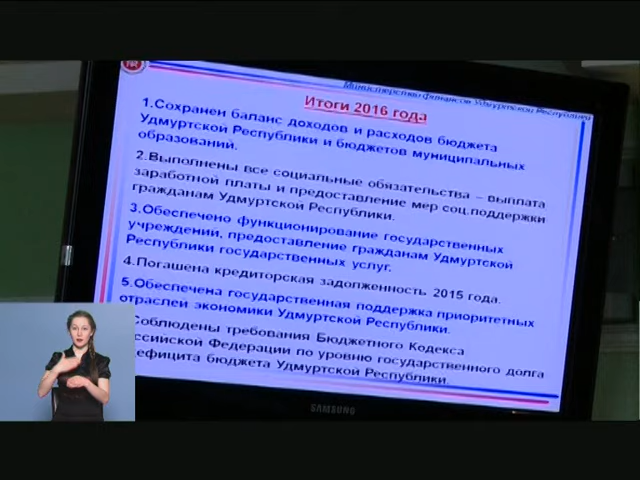 Министерство финансов Удмуртской Республики
Итоги 2016 года
1.Сохранен баланс доходов и расходов бюджета
Удмуртской Республики и бюджетов муниципальных
образований.
2.Выполнены все социальные обязательства – выплата
заработной платы и предоставление мер соц.поддержки
гражданам Удмуртской Республики.
3.Обеспечено функционирование государственных
учреждений, предоставление гражданам Удмуртской
Республики государственных услуг.
4.Погашена кредиторская задолженность 2015 года.
5.Обеспечена государственная поддержка приоритетных
отраслей экономики Удмуртской Республики.
Соблюдены требования Бюджетного Кодекса
ссийской Федерации по уровню государственного долга
ефицита бюджета Удмуртской Республики.
SAMSUNG